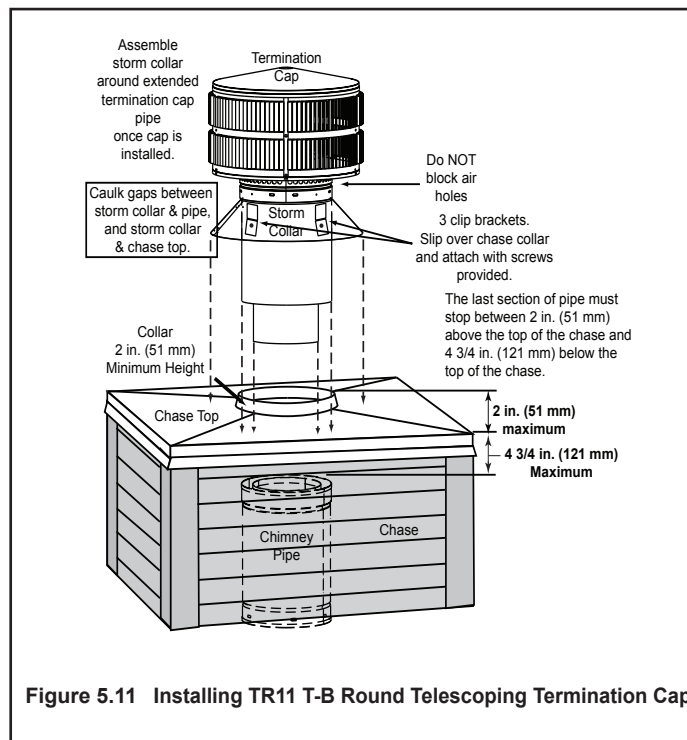 Assemble
storm collar
around extended
termination cap
pipe
once cap is
installed.
Termination
Cap
Do NOT
block air
holes
Caulk gaps between
storm collar & pipe,
and storm collar
& chase top.
Storm
Collar
3 clip brackets.
Slip over chase collar
and attach with screws
provided.
The last section of pipe must
stop between 2 in. (51 mm)
above the top of the chase and
4 3/4 in. (121 mm) below the
top of the chase.
Collar
2 in. (51 mm)
Minimum Height
Chase Top
2 in. (51 mm)
maximum
4 3/4 in. (121 mm)
Maximum
Chimney
Pipe
Chase
Figure 5.11 Installing TR11 T-B Round Telescoping Termination Cap